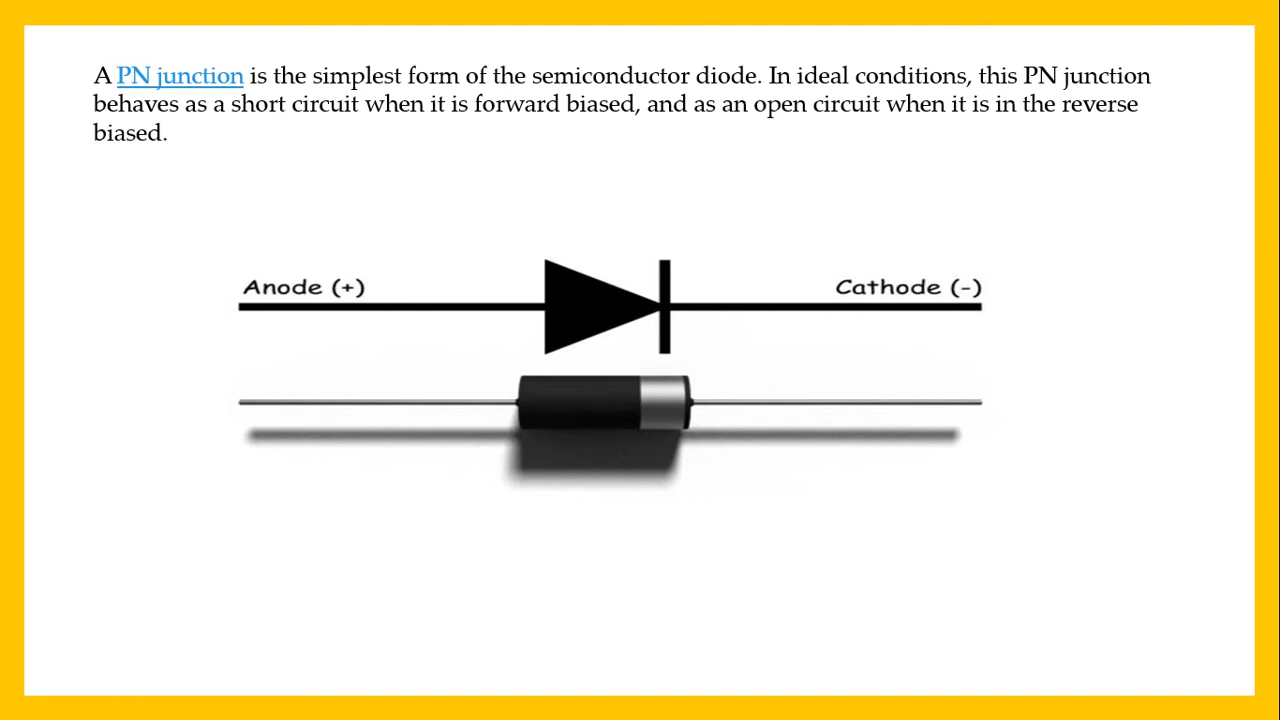 A PN junction is the simplest form of the semiconductor diode. In ideal conditions, this PN junction
behaves as a short circuit when it is forward biased, and as an open circuit when it is in the reverse
biased.
Anode (+)
Cathode (-)